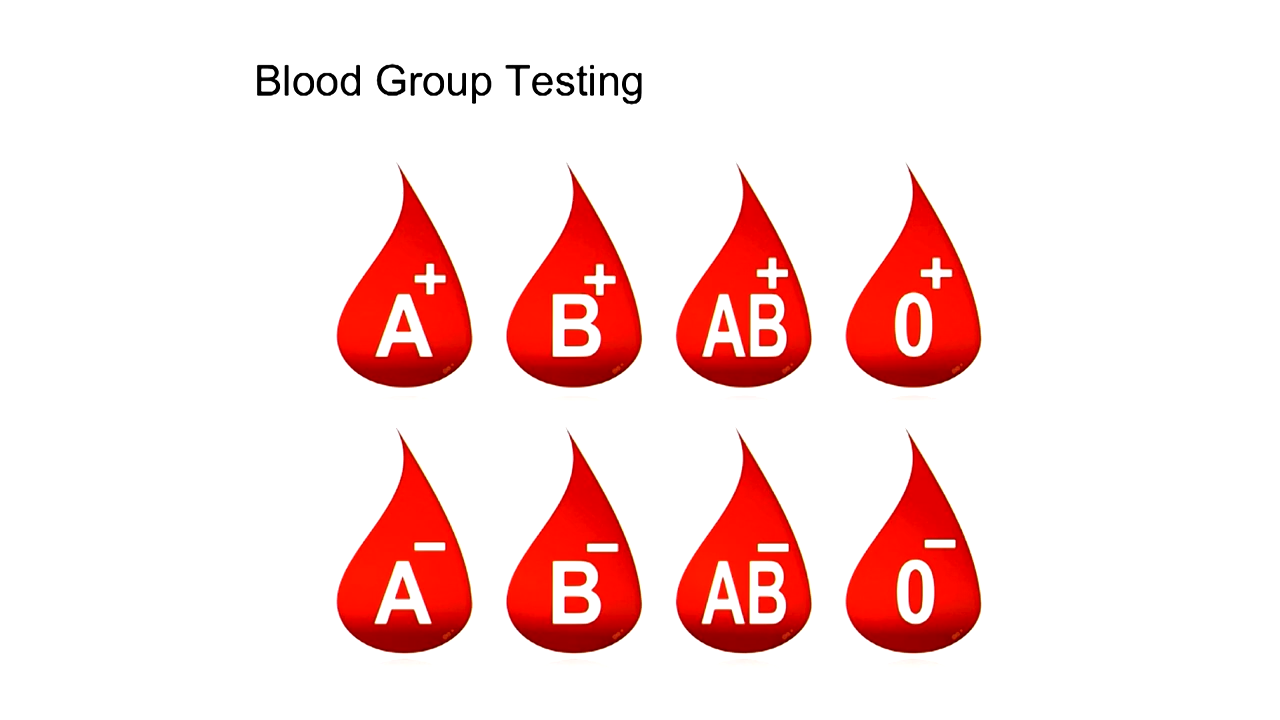 Blood Group Testing
A+ B+ AB+ 0+
A- B- AB- 0-